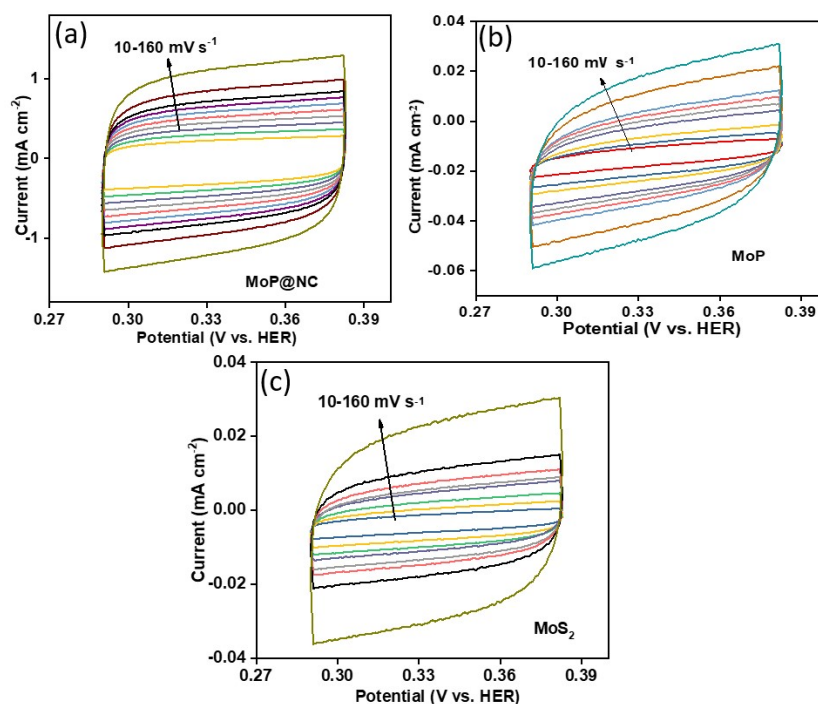 (a)
10-160 mV s-1
1
0
1
Current (mA cm-2)
MoP@NC
0.27 0.30 0.33 0.36 0.39
Potential (V vs. HER)
(b)
0.04
0.02
0.00
-0.02
-0.04
-0.06
10-160 mV s-1
Current (mA cm-2)
MoP
0.27 0.30 0.33 0.36 0.39
Potential (V vs. HER)
(c)
0.04
0.02
0.00
-0.02
-0.04
10-160 mV s-1
Current (mA cm-2)
MoS2
0.27 0.30 0.33 0.36 0.39
Potential (V vs. HER)